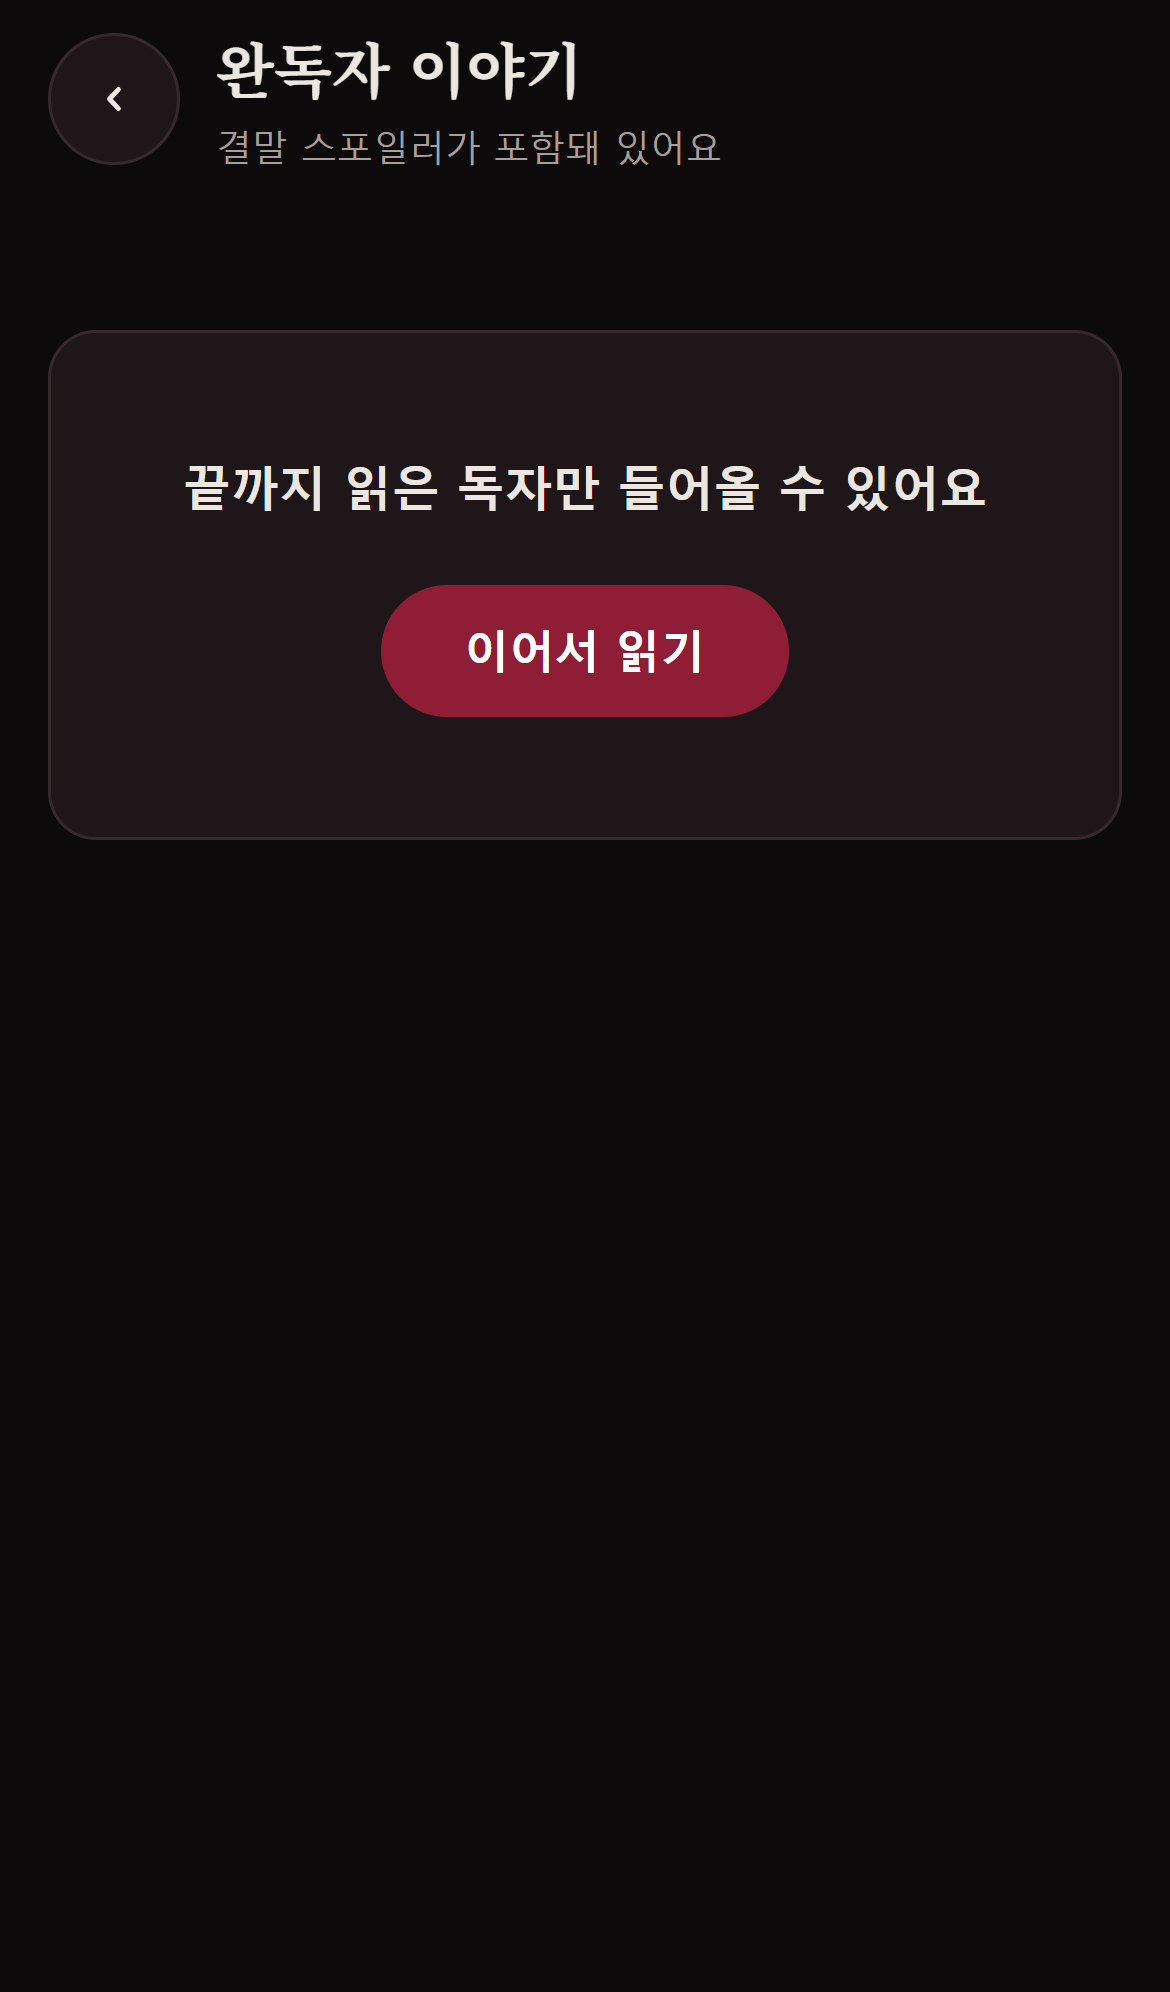 완독자 이야기
결말 스포일러가 포함돼 있어요
끝까지 읽은 독자만 들어올 수 있어요
이어서 읽기